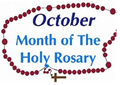 October
Month of The
Holy Rosary